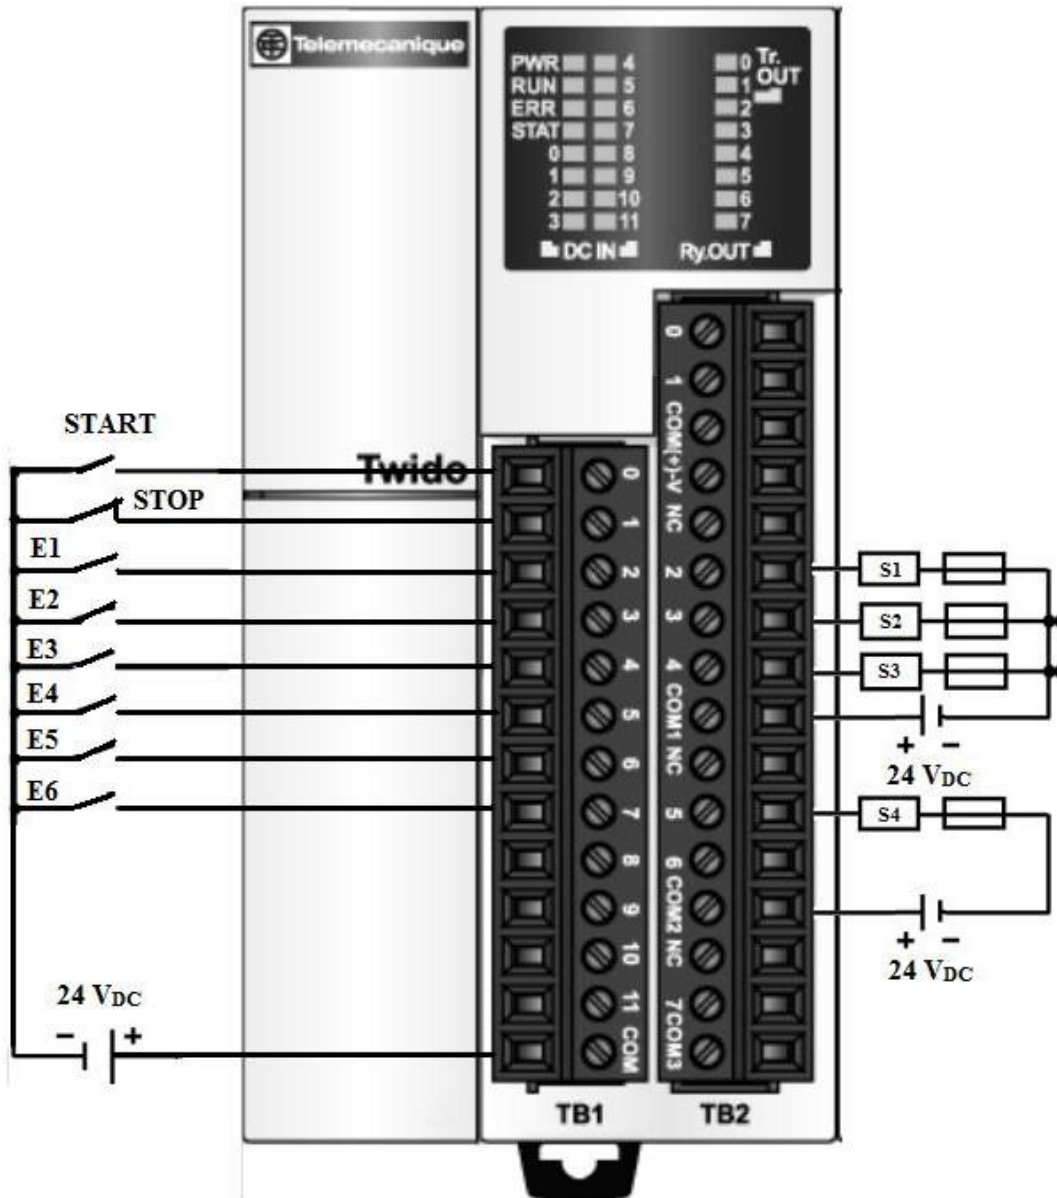 Telemecanique
PWR 4 0 Tr.
RUN 5 1 OUT
ERR 6 2
STAT 7 3
0 8 4
1 9 5
2 10 6
3 11 7
DC IN Ry.OUT
0
1
COM(+)
-V
NC
2
3
4
COM1
NC
5
6
COM2
NC
7
COM3
START
Twido
0
STOP
1
E1
2
E2
3
E3
4
E4
5
E5
6
E6
7
8
9
10
11
COM
S1
S2
S3
+ −
24 VDC
S4
+ −
24 VDC
24 VDC
− +
TB1 TB2